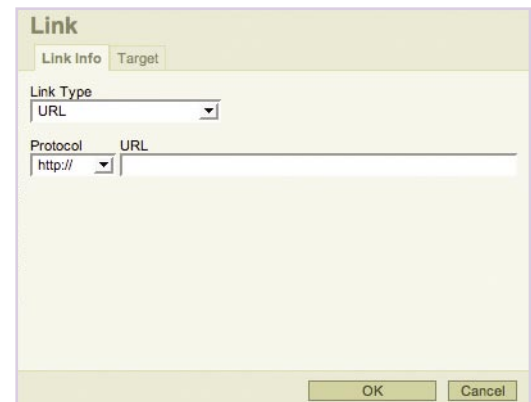 Link
Link Info Target
Link Type
URL
Protocol URL
http://
OK Cancel